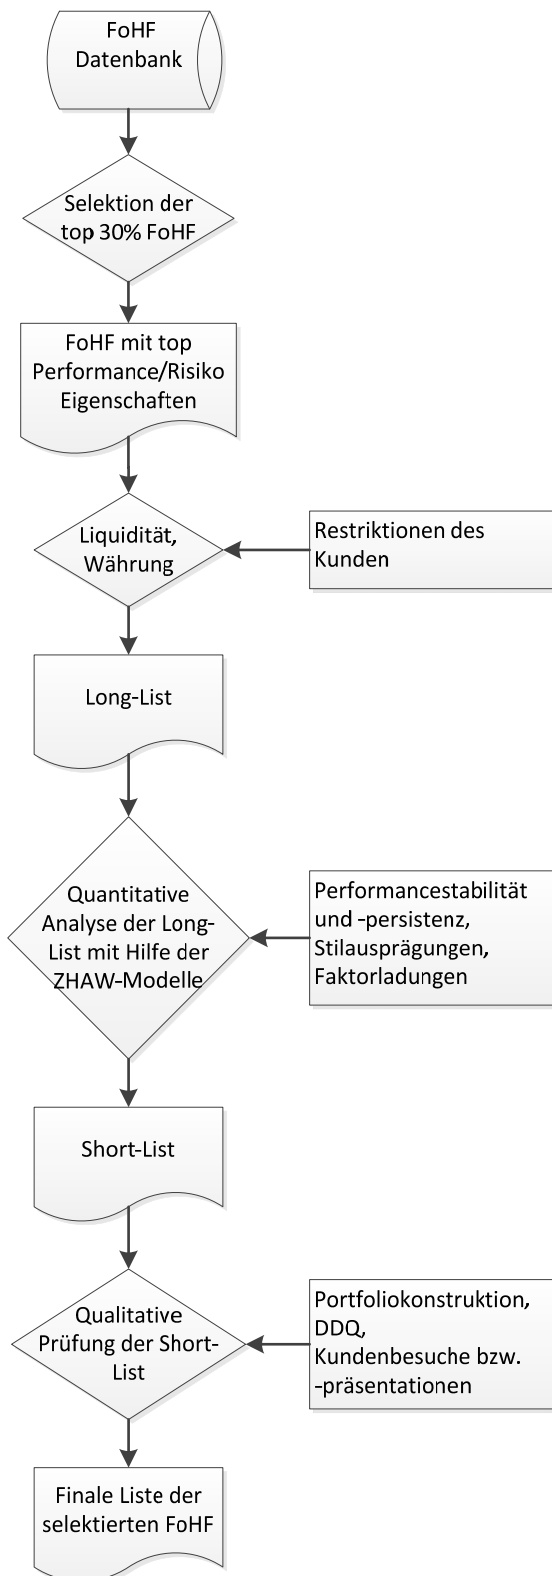 FoHF
Datenbank
Selektion der
top 30% FoHF
FoHF mit top
Performance/Risiko
Eigenschaften
Liquidität,
Währung
Restriktionen des
Kunden
Long-List
Quantitative
Analyse der Long-
List mit Hilfe der
ZHAW-Modelle
Performancestabilität
und -persistenz,
Stilausprägungen,
Faktorladungen
Short-List
Qualitative
Prüfung der Short-
List
Portfoliokonstruktion,
DDQ,
Kundenbesuche bzw.
-präsentationen
Finale Liste der
selektierten FoHF